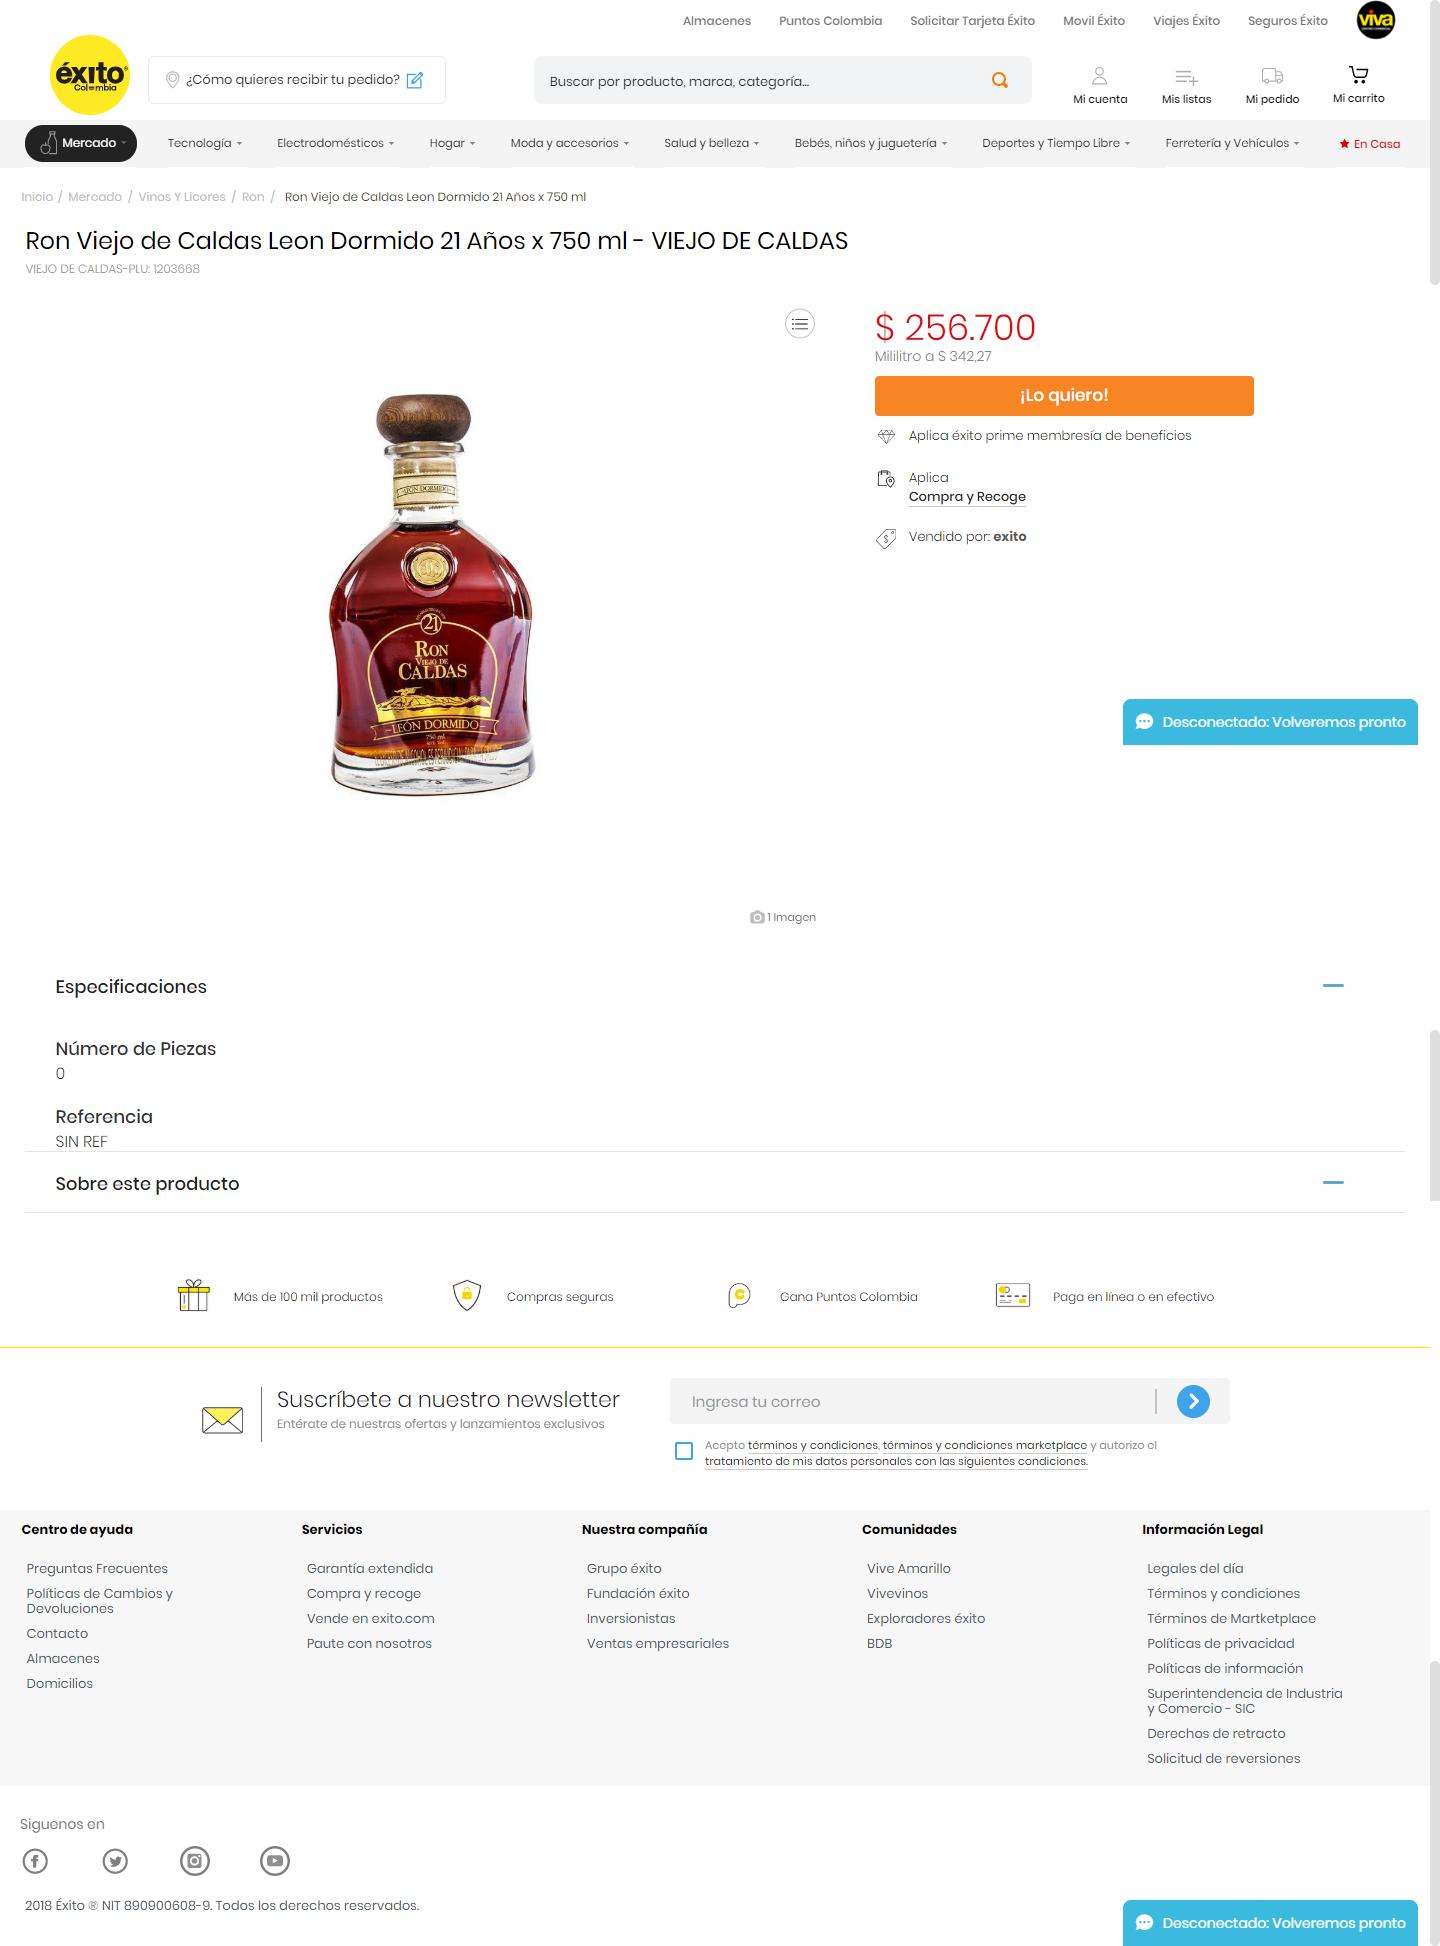 Almacenes Puntos Colombia Solicitar Tarjeta Éxito Movil Éxito Viajes Éxito Seguros Éxito viva
éxito
Colombia
¿Cómo quieres recibir tu pedido?
Buscar por producto, marca, categoría...
Mi cuenta Mis listas Mi pedido Mi carrito
Mercado Tecnología Electrodomésticos Hogar Moda y accesorios Salud y belleza Bebés, niños y juguetería Deportes y Tiempo Libre Ferretería y Vehículos En Casa
Inicio / Mercado / Vinos Y Licores / Ron / Ron Viejo de Caldas Leon Dormido 21 Años x 750 ml
Ron Viejo de Caldas Leon Dormido 21 Años x 750 ml - VIEJO DE CALDAS
VIEJO DE CALDAS-PLU: 1203668
LEÓN DORMIDO
21
RON
VIEJO DE
CALDAS
LEÓN DORMIDO
750 ml
$ 256.700
Mililitro a $ 342,27
¡Lo quiero!
Aplica éxito prime membresía de beneficios
Aplica
Compra y Recoge
Vendido por: exito
Desconectado: Volveremos pronto
1 Imagen
Especificaciones
Número de Piezas
0
Referencia
SIN REF
Sobre este producto
Más de 100 mil productos Compras seguras Gana Puntos Colombia Paga en línea o en efectivo
Suscríbete a nuestro newsletter
Entérate de nuestras ofertas y lanzamientos exclusivos
Ingresa tu correo
Acepto términos y condiciones, términos y condiciones marketplace y autorizo el
tratamiento de mis datos personales con las siguientes condiciones.
Centro de ayuda
Preguntas Frecuentes
Políticas de Cambios y
Devoluciones
Contacto
Almacenes
Domicilios
Servicios
Garantía extendida
Compra y recoge
Vende en exito.com
Paute con nosotros
Nuestra compañía
Grupo éxito
Fundación éxito
Inversionistas
Ventas empresariales
Comunidades
Vive Amarillo
Vivevinos
Exploradores éxito
BDB
Información Legal
Legales del día
Términos y condiciones
Términos de Martketplace
Políticas de privacidad
Políticas de información
Superintendencia de Industria
y Comercio - SIC
Derechos de retracto
Solicitud de reversiones
Siguenos en
2018 Éxito ® NIT 890900608-9. Todos los derechos reservados.
Desconectado: Volveremos pronto